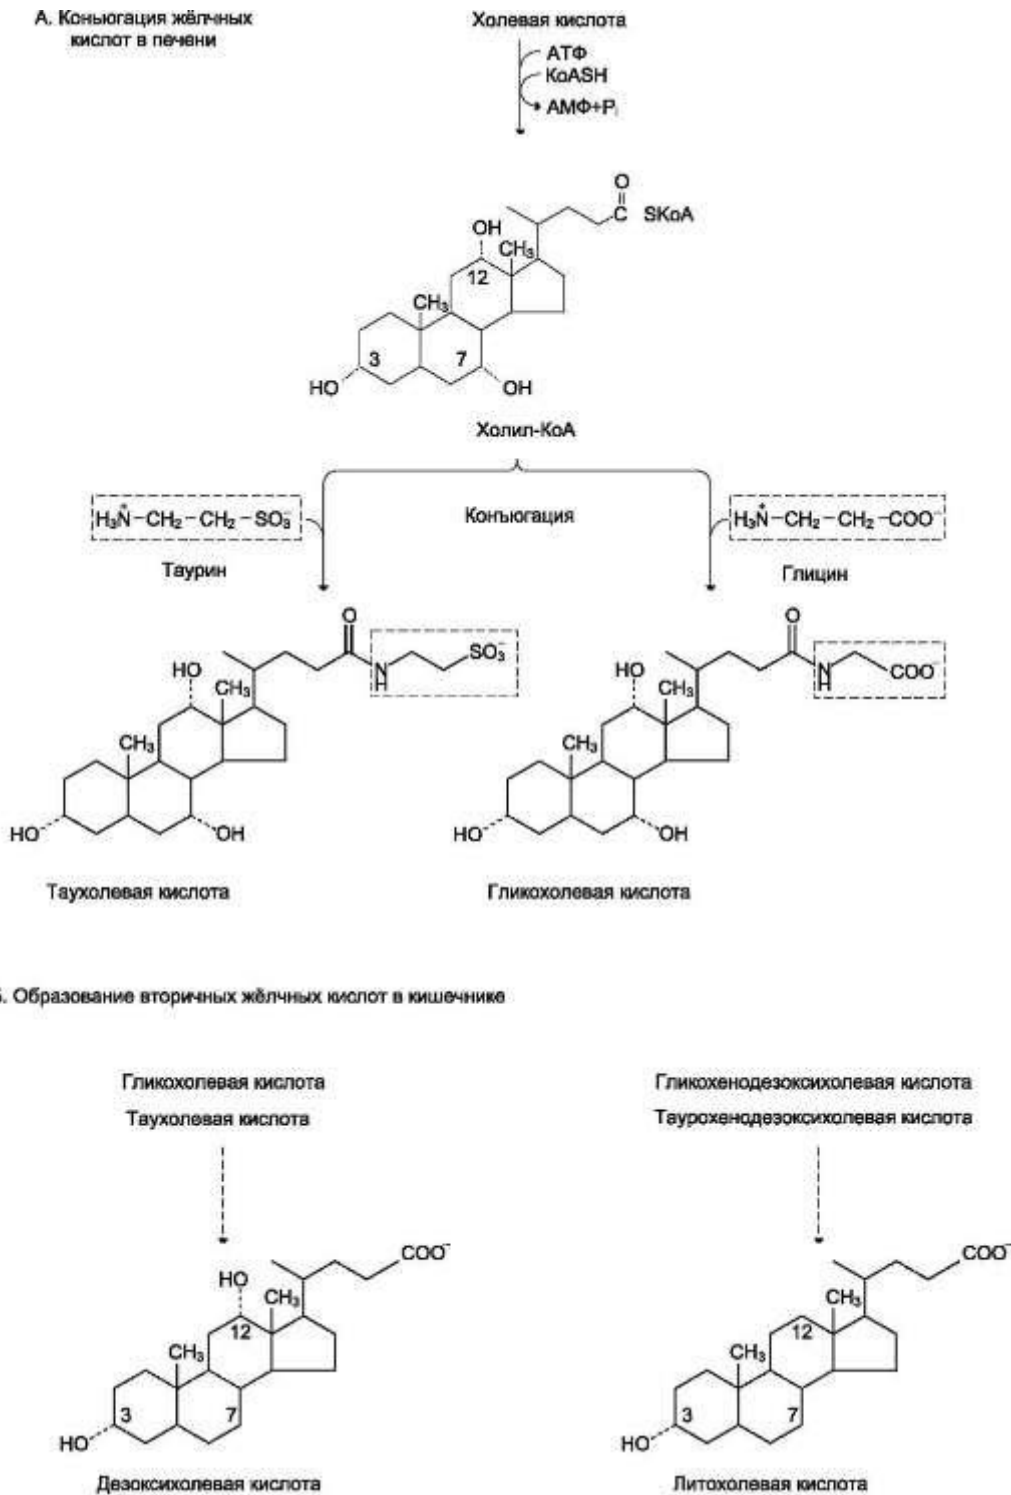 А. Коньюгация жёлчных
кислот в печени
Холевая кислота
АТФ
КоАSH
АМФ+Pi
O
C SКоА
OH
CH3
12
CH3
3
7
HO
OH
Холил-КоА
H3N+–CH2–CH2–SO3-
Конъюгация
H3N+–CH2–CH2–COO-
Таурин
Глицин
O
O
SO3-
HO
N
H
HO
N
H
COO-
CH3
CH3
CH3
CH3
HO
OH
HO
OH
Таухолевая кислота
Гликохолевая кислота
. Образование вторичных жёлчных кислот в кишечнике
Гликохолевая кислота
Гликохенодезоксихолевая кислота
Таухолевая кислота
Таурохенодезоксихолевая кислота
COO-
COO-
HO
CH3
CH3
12
12
CH3
CH3
3
7
3
7
HO
HO
Дезоксихолевая кислота
Литохолевая кислота